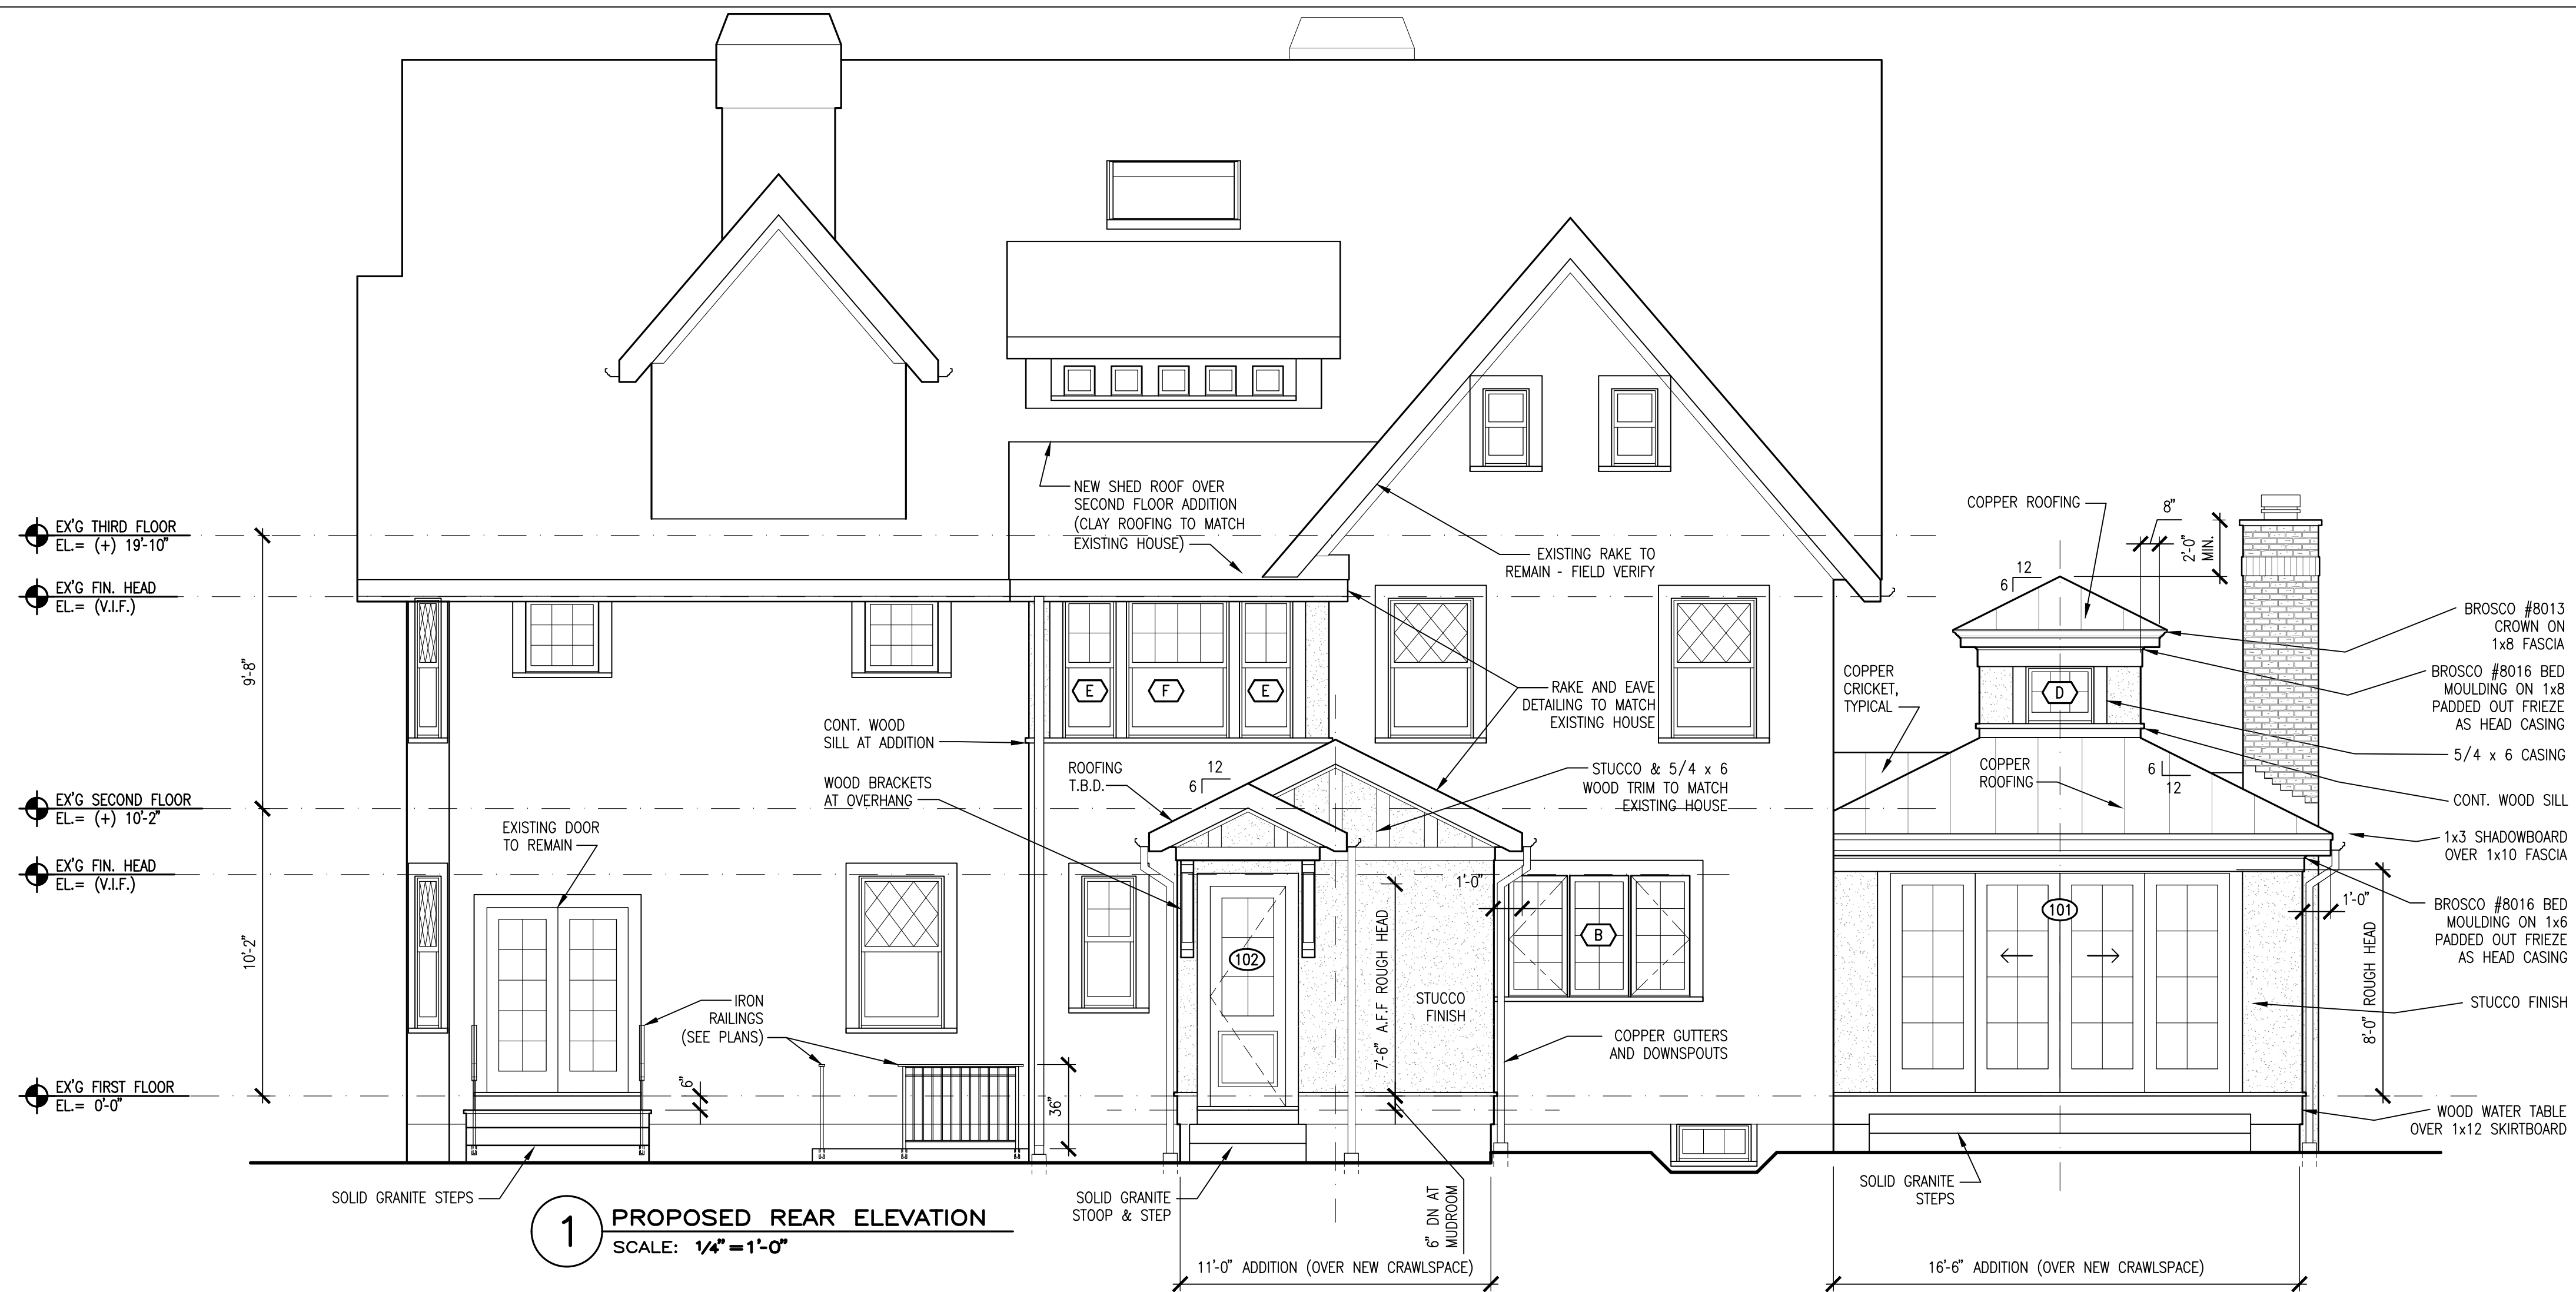 EX'G THIRD FLOOR
EL.= (+) 19'-10"
EX'G FIN. HEAD
EL.= (V.I.F.)
EX'G SECOND FLOOR
EL.= (+) 10'-2"
EX'G FIN. HEAD
EL.= (V.I.F.)
EX'G FIRST FLOOR
EL.= 0'-0"
9'-8"
10'-2"
EXISTING DOOR
TO REMAIN
IRON
RAILINGS
(SEE PLANS)
6"
36"
SOLID GRANITE STEPS
CONT. WOOD
SILL AT ADDITION
WOOD BRACKETS
AT OVERHANG
NEW SHED ROOF OVER
SECOND FLOOR ADDITION
(CLAY ROOFING TO MATCH
EXISTING HOUSE)
EXISTING RAKE TO
REMAIN - FIELD VERIFY
E
F
E
RAKE AND EAVE
DETAILING TO MATCH
EXISTING HOUSE
ROOFING
T.B.D.
12
6
STUCCO & 5/4 x 6
WOOD TRIM TO MATCH
EXISTING HOUSE
102
7'-6" A.F.F ROUGH HEAD
1'-0"
B
STUCCO
FINISH
COPPER GUTTERS
AND DOWNSPOUTS
SOLID GRANITE
STOOP & STEP
6" DN AT
MUDROOM
11'-0" ADDITION (OVER NEW CRAWLSPACE)
COPPER ROOFING
8"
2'-0"
MIN.
12
6
COPPER
CRICKET,
TYPICAL
D
COPPER
ROOFING
6
12
101
1'-0"
8'-0" ROUGH HEAD
BROSCO #8013
CROWN ON
1x8 FASCIA
BROSCO #8016 BED
MOULDING ON 1x8
PADDED OUT FRIEZE
AS HEAD CASING
5/4 x 6 CASING
CONT. WOOD SILL
1x3 SHADOWBOARD
OVER 1x10 FASCIA
BROSCO #8016 BED
MOULDING ON 1x6
PADDED OUT FRIEZE
AS HEAD CASING
STUCCO FINISH
WOOD WATER TABLE
OVER 1x12 SKIRTBOARD
SOLID GRANITE
STEPS
16'-6" ADDITION (OVER NEW CRAWLSPACE)
1
PROPOSED REAR ELEVATION
SCALE: 1/4"=1'-0"